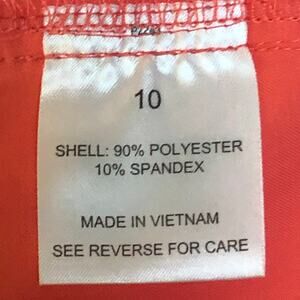 10
SHELL: 90% POLYESTER
10% SPANDEX
MADE IN VIETNAM
SEE REVERSE FOR CARE